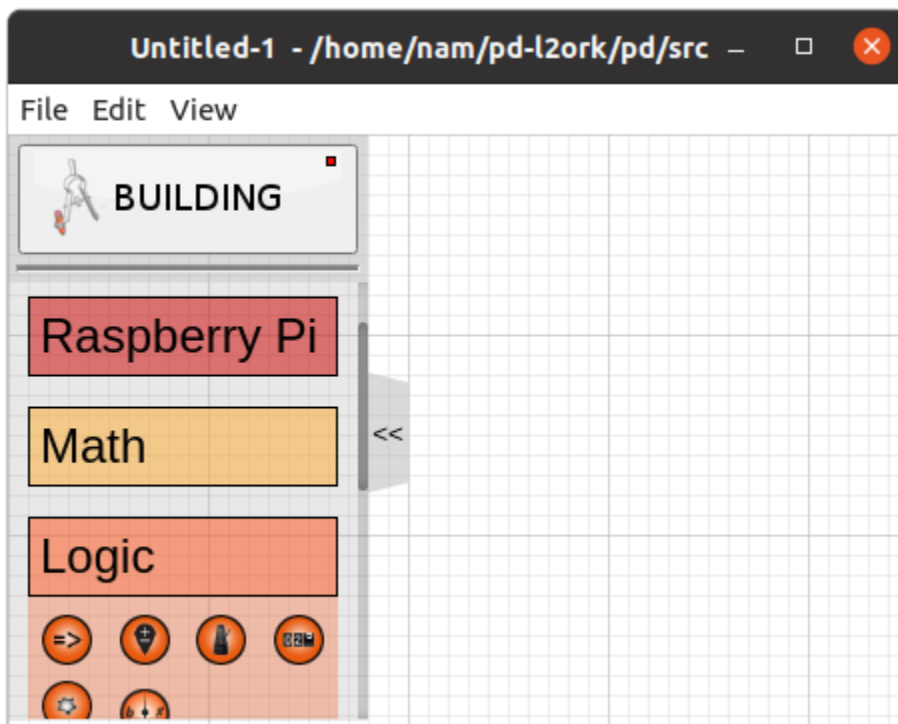 Untitled-1 - /home/nam/pd-l2ork/pd/src
File Edit View
BUILDING
Raspberry Pi
Math
<<
Logic
=>